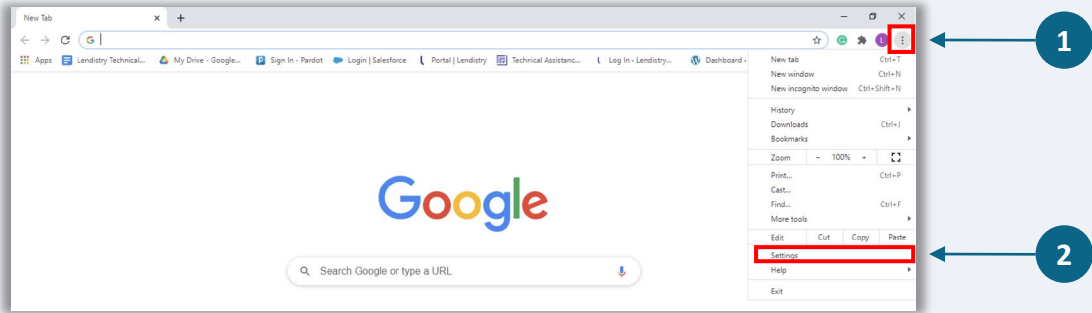 New Tab
G
Apps Lendistry Technical... My Drive - Google... Sign In - Pardot Login | Salesforce Portal | Lendistry Technical Assistanc... Log In ‹ Lendistry... Dashboard ‹
L
1
New tab Ctrl+T
New window Ctrl+N
New incognito window Ctrl+Shift+N
History
Downloads Ctrl+J
Bookmarks
Zoom - 100% +
Print... Ctrl+P
Cast...
Find... Ctrl+F
More tools
Edit Cut Copy Paste
Settings
2
Help
Exit
Google
Search Google or type a URL